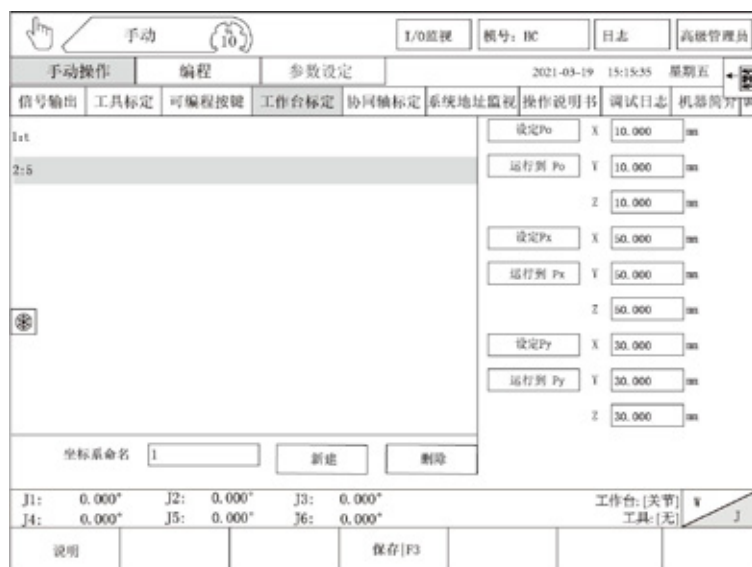 手动 % 10 I/O监视 模号：HC 日志 高级管理员
手动操作 编程 参数设定 2021-03-19 15:15:35 星期五
信号输出 工具标定 可编程按键 工作台标定 协同轴标定 系统地址监视 操作说明书 调试日志 机器简介
1:t 设定Po X 10.000 mm
2:5 运行到 Po Y 10.000 mm
Z 10.000 mm
设定Px X 50.000 mm
运行到 Px Y 50.000 mm
Z 50.000 mm
设定Py X 30.000 mm
运行到 Py Y 30.000 mm
Z 30.000 mm
坐标系命名 1 新建 删除
J1: 0.000° J2: 0.000° J3: 0.000° 工作台:[关节] W
J4: 0.000° J5: 0.000° J6: 0.000° 工具:[无] J
说明 保存|F3